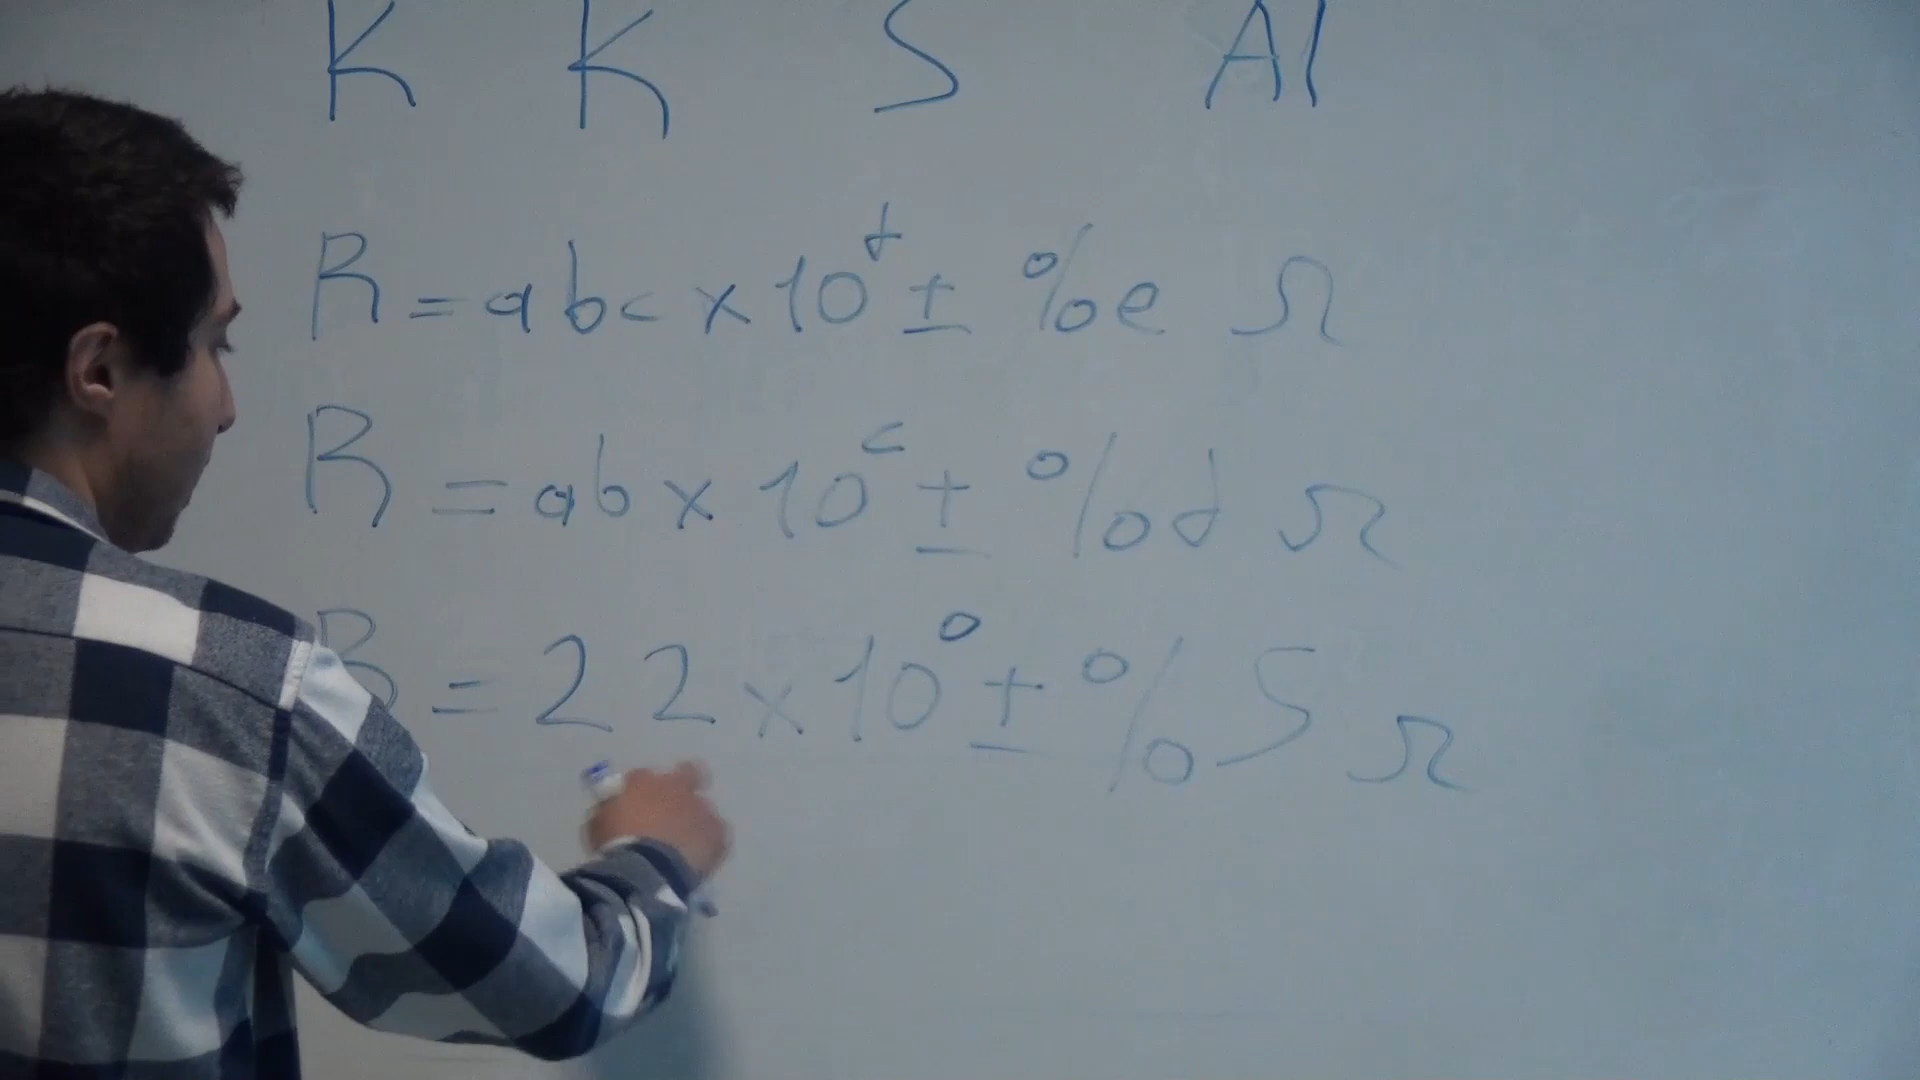 K K S Al
R = abc x 10^d ± %e Ω
R = ab x 10^c ± %d Ω
R = 22 x 10^0 ± %5 Ω